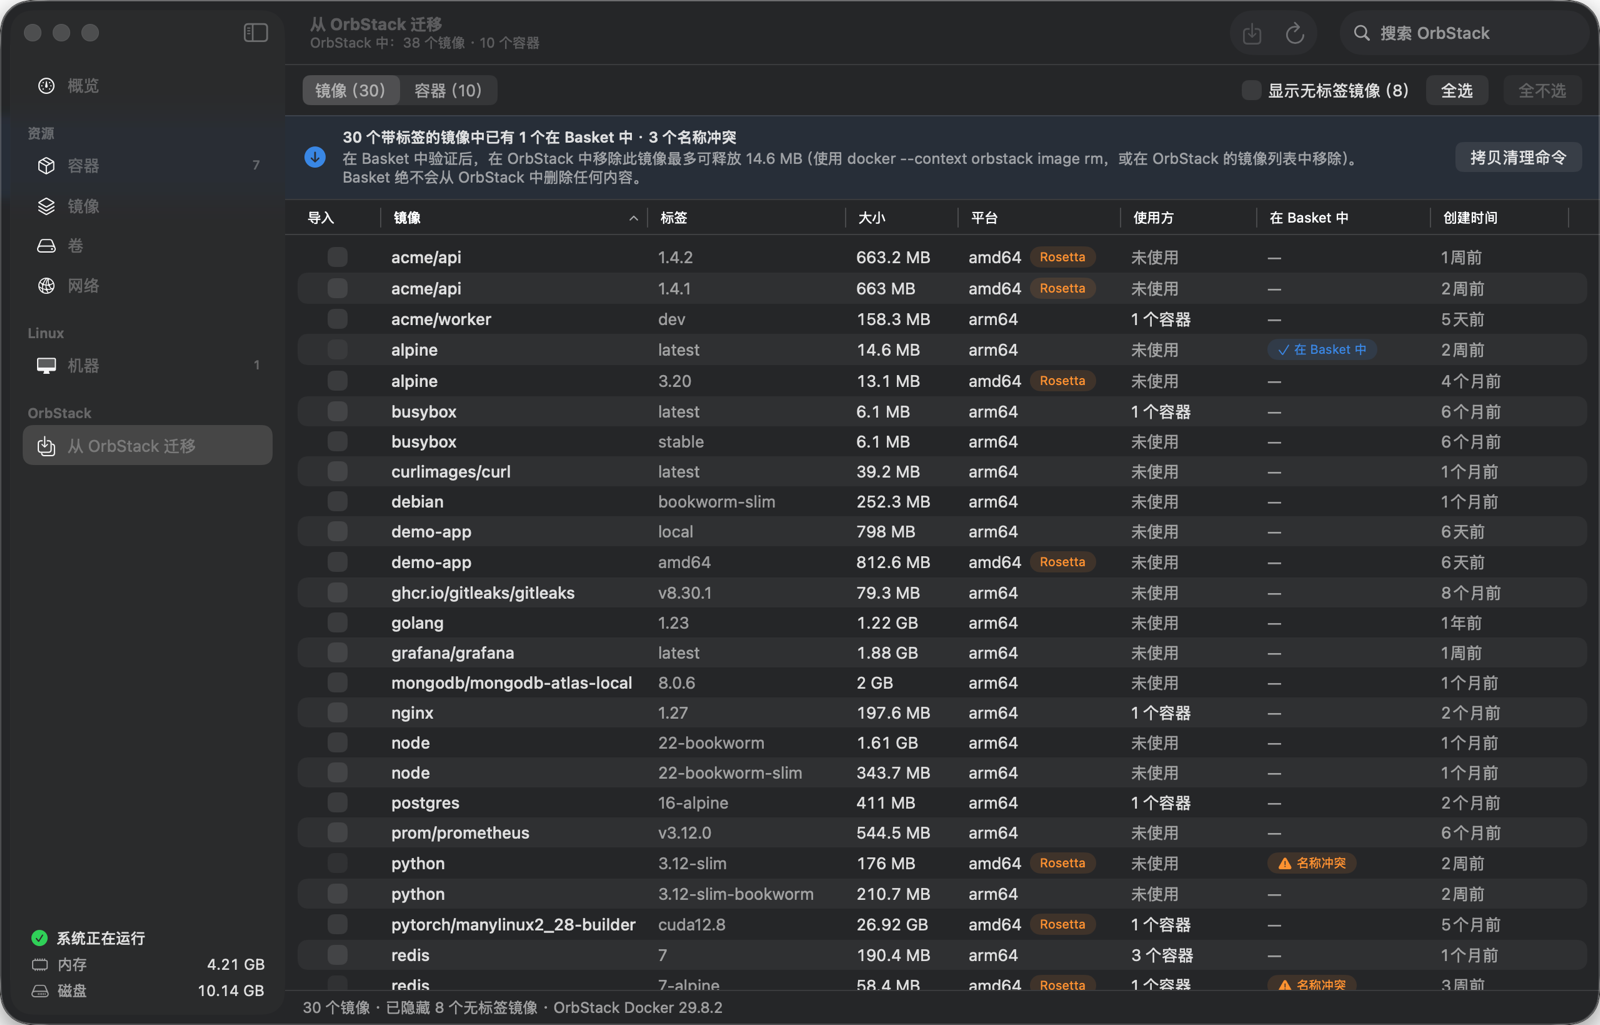 从 OrbStack 迁移
OrbStack 中：38 个镜像 · 10 个容器
搜索 OrbStack
概览
资源
容器 7
镜像
卷
网络
Linux
机器 1
OrbStack
从 OrbStack 迁移
系统正在运行
内存 4.21 GB
磁盘 10.14 GB
镜像 (30) 容器 (10) 显示无标签镜像 (8) 全选 全不选
30 个带标签的镜像中已有 1 个在 Basket 中 · 3 个名称冲突
在 Basket 中验证后，在 OrbStack 中移除此镜像最多可释放 14.6 MB (使用 docker --context orbstack image rm，或在 OrbStack 的镜像列表中移除)。
Basket 绝不会从 OrbStack 中删除任何内容。
拷贝清理命令
导入 镜像 标签 大小 平台 使用方 在 Basket 中 创建时间
acme/api 1.4.2 663.2 MB amd64 Rosetta 未使用 — 1周前
acme/api 1.4.1 663 MB amd64 Rosetta 未使用 — 2周前
acme/worker dev 158.3 MB arm64 1 个容器 — 5天前
alpine latest 14.6 MB arm64 未使用 ✓ 在 Basket 中 2周前
alpine 3.20 13.1 MB amd64 Rosetta 未使用 — 4个月前
busybox latest 6.1 MB arm64 1 个容器 — 6个月前
busybox stable 6.1 MB arm64 未使用 — 6个月前
curlimages/curl latest 39.2 MB arm64 未使用 — 1个月前
debian bookworm-slim 252.3 MB arm64 未使用 — 1个月前
demo-app local 798 MB arm64 未使用 — 6天前
demo-app amd64 812.6 MB amd64 Rosetta 未使用 — 6天前
ghcr.io/gitleaks/gitleaks v8.30.1 79.3 MB arm64 未使用 — 8个月前
golang 1.23 1.22 GB arm64 未使用 — 1年前
grafana/grafana latest 1.88 GB arm64 未使用 — 1周前
mongodb/mongodb-atlas-local 8.0.6 2 GB arm64 未使用 — 1个月前
nginx 1.27 197.6 MB arm64 1 个容器 — 2个月前
node 22-bookworm 1.61 GB arm64 未使用 — 1个月前
node 22-bookworm-slim 343.7 MB arm64 未使用 — 1个月前
postgres 16-alpine 411 MB arm64 1 个容器 — 2个月前
prom/prometheus v3.12.0 544.5 MB arm64 未使用 — 6个月前
python 3.12-slim 176 MB amd64 Rosetta 未使用 名称冲突 2周前
python 3.12-slim-bookworm 210.7 MB arm64 未使用 — 2周前
pytorch/manylinux2_28-builder cuda12.8 26.92 GB amd64 Rosetta 1 个容器 — 5个月前
redis 7 190.4 MB arm64 3 个容器 — 1个月前
redis 7-alpine 58.4 MB amd64 Rosetta 1 个容器 名称冲突 3周前
30 个镜像 · 已隐藏 8 个无标签镜像 · OrbStack Docker 29.8.2